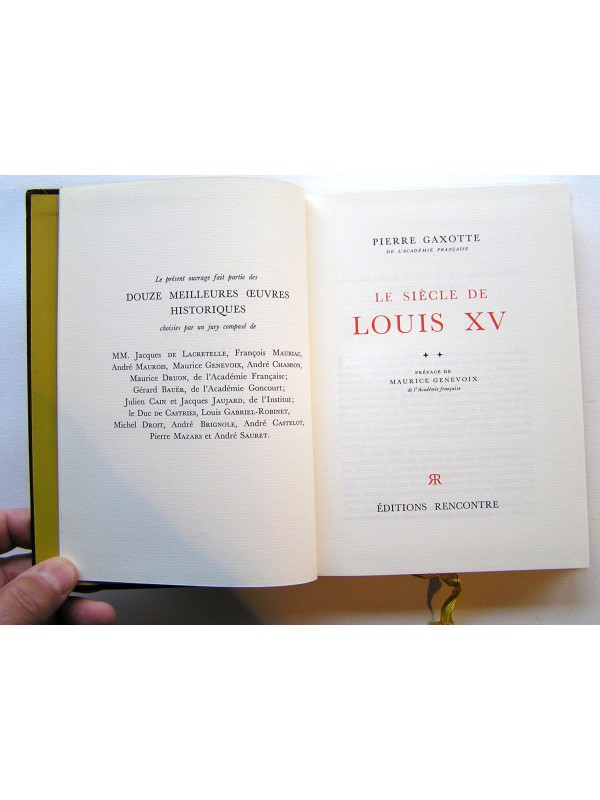 Le présent ouvrage fait partie des
DOUZE MEILLEURES ŒUVRES
HISTORIQUES
choisies par un jury composé de
MM. Jacques DE LACRETELLE, François MAURIAC,
André MAUROIS, Maurice GENEVOIX, André CHAMSON,
Maurice DRUON, de l'Académie Française;
Gérard BAUËR, de l'Académie Goncourt;
Julien CAIN et Jacques JAUJARD, de l'Institut;
le Duc DE CASTRIES, Louis GABRIEL-ROBINET,
Michel DROIT, André BRIGNOLE, André CASTELOT,
Pierre MAZARS et André SAURET.
PIERRE GAXOTTE
DE L'ACADÉMIE FRANÇAISE
LE SIÈCLE DE
LOUIS XV
★ ★
PRÉFACE DE
MAURICE GENEVOIX
de l'Académie française
RR
ÉDITIONS RENCONTRE